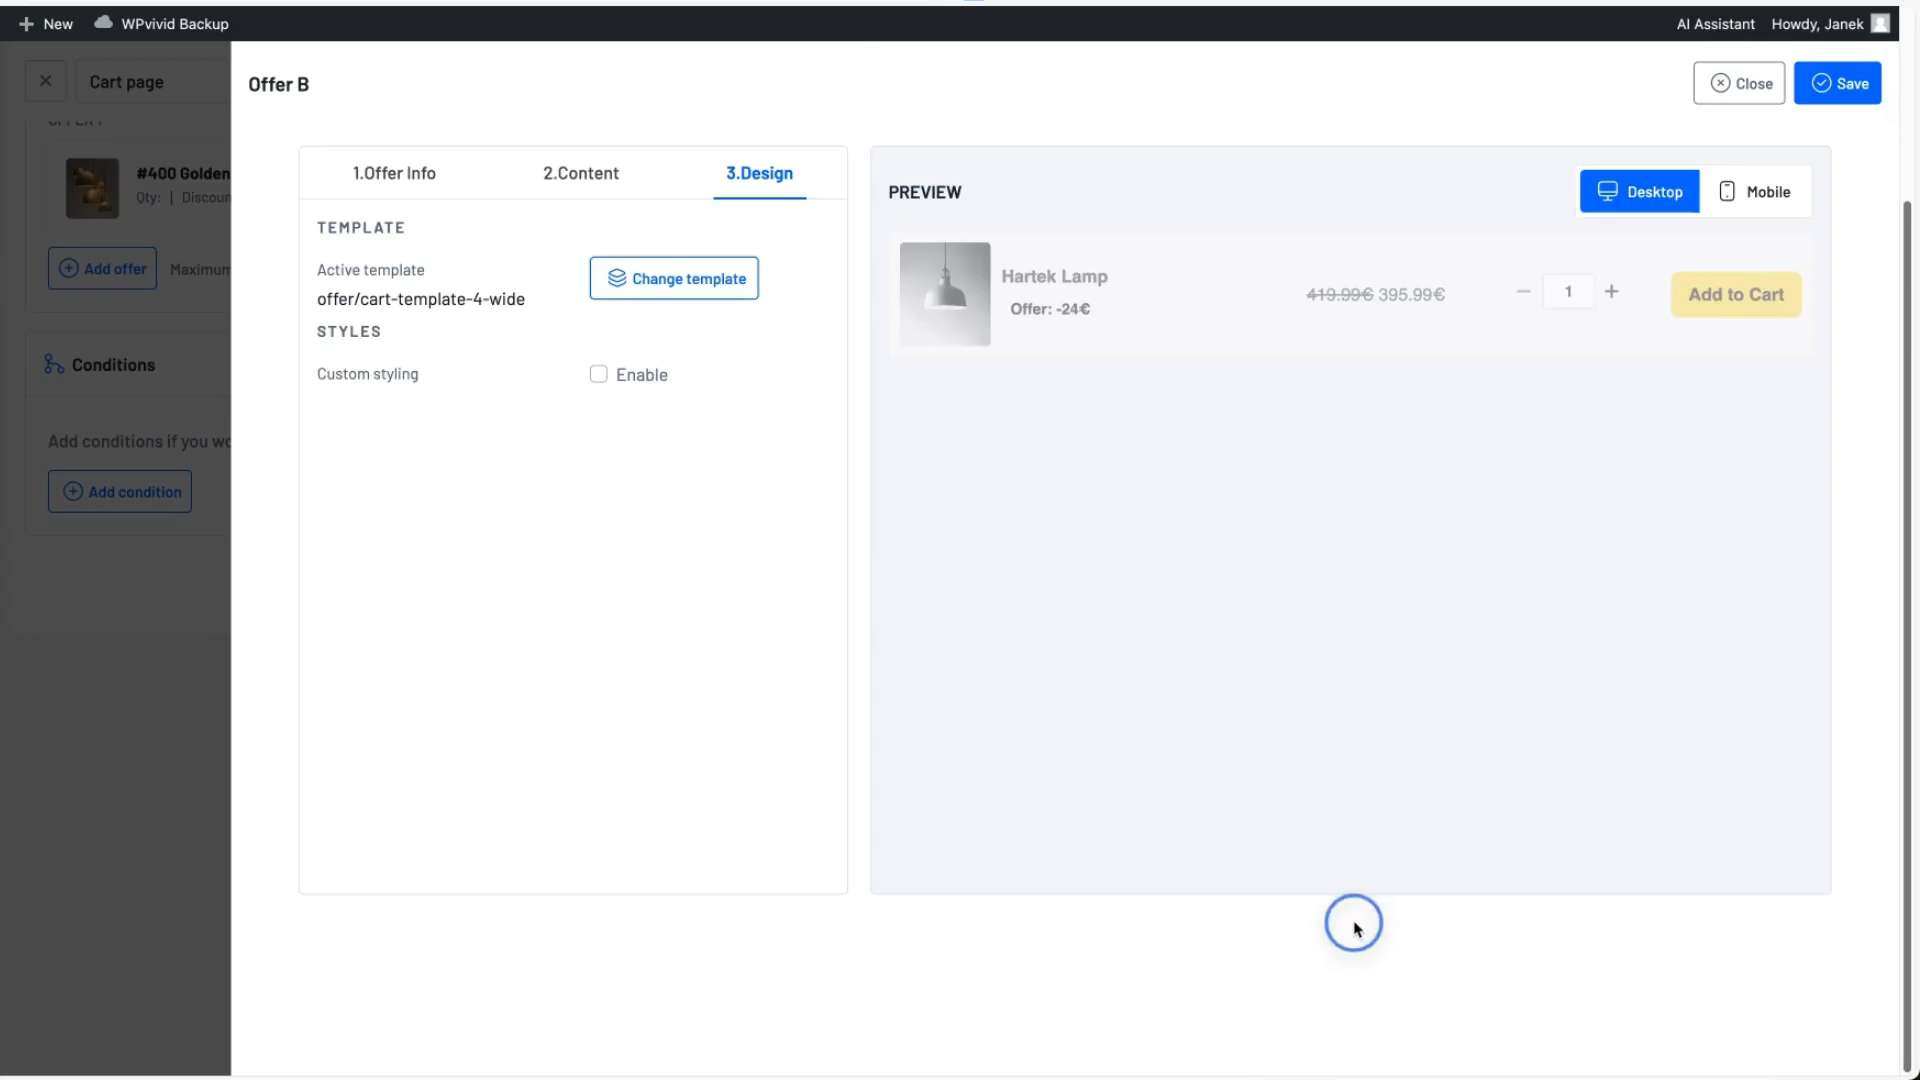 New
WPvivid Backup
AI Assistant
Howdy, Janek
Cart page
Offer B
Close
Save
#400 Golden
Qty: | Discoun
Add offer
Maximum
Conditions
Add conditions if you wo
Add condition
1.Offer Info
2.Content
3.Design
TEMPLATE
Active template
offer/cart-template-4-wide
Change template
STYLES
Custom styling
Enable
PREVIEW
Desktop
Mobile
Hartek Lamp
Offer: -24€
419.99€ 395.99€
1
Add to Cart